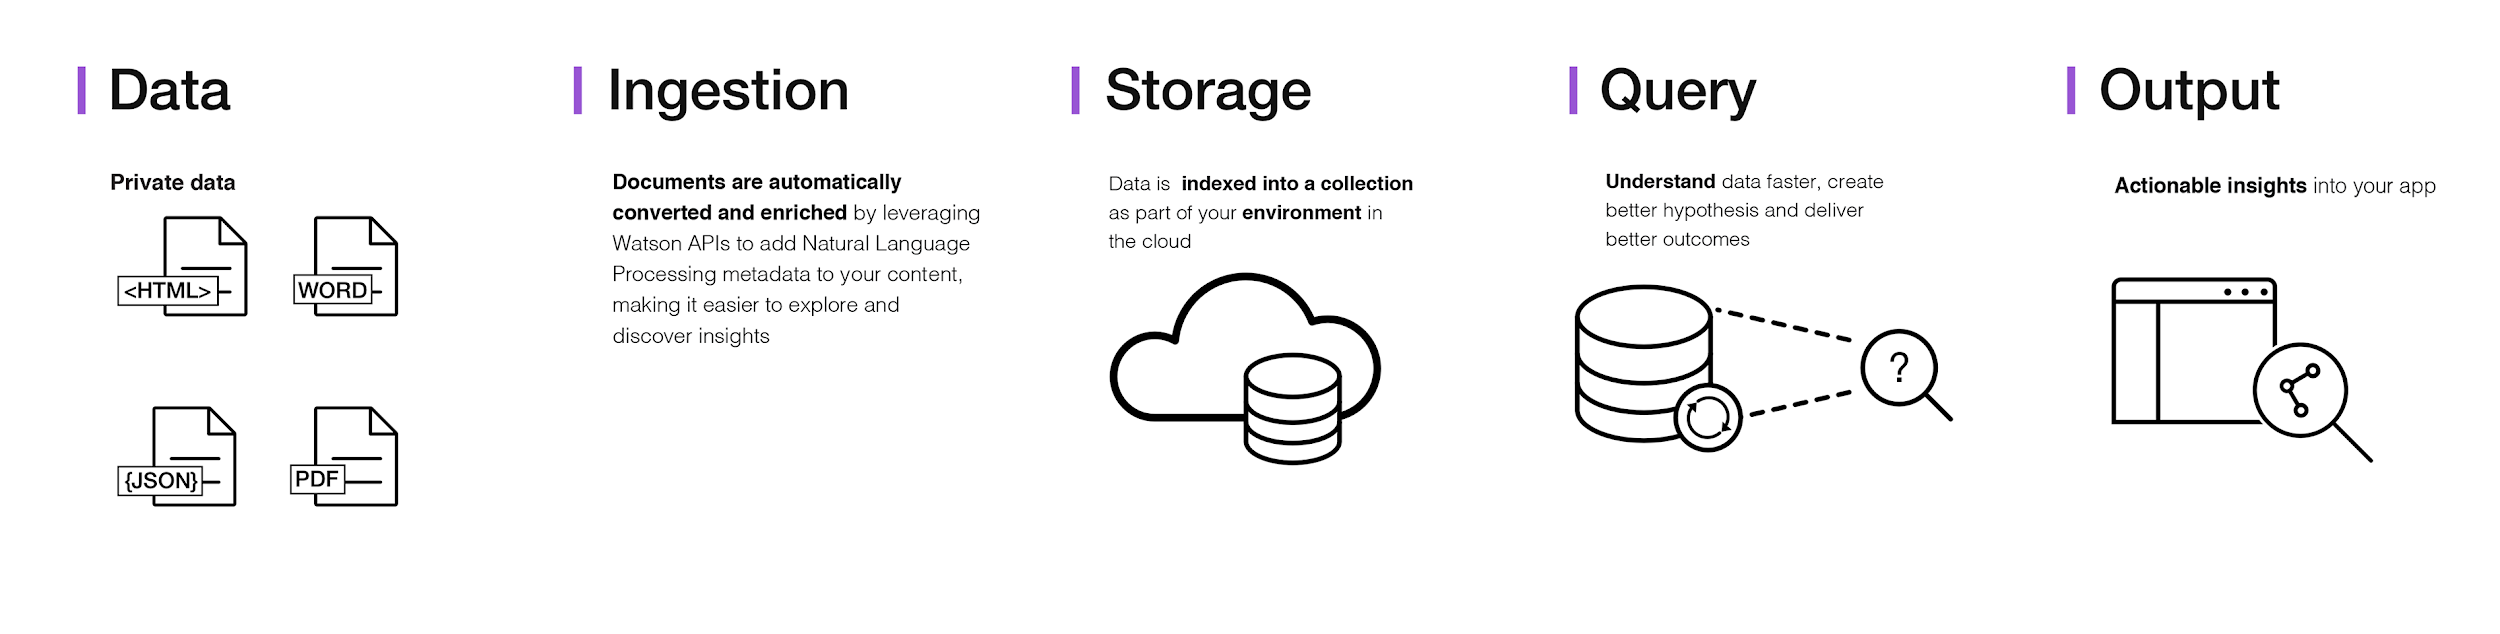 Data
Private data
<HTML>
WORD
{JSON}
PDF
Ingestion
Documents are automatically
converted and enriched by leveraging
Watson APIs to add Natural Language
Processing metadata to your content,
making it easier to explore and
discover insights
Storage
Data is indexed into a collection
as part of your environment in
the cloud
Query
Understand data faster, create
better hypothesis and deliver
better outcomes
?
Output
Actionable insights into your app